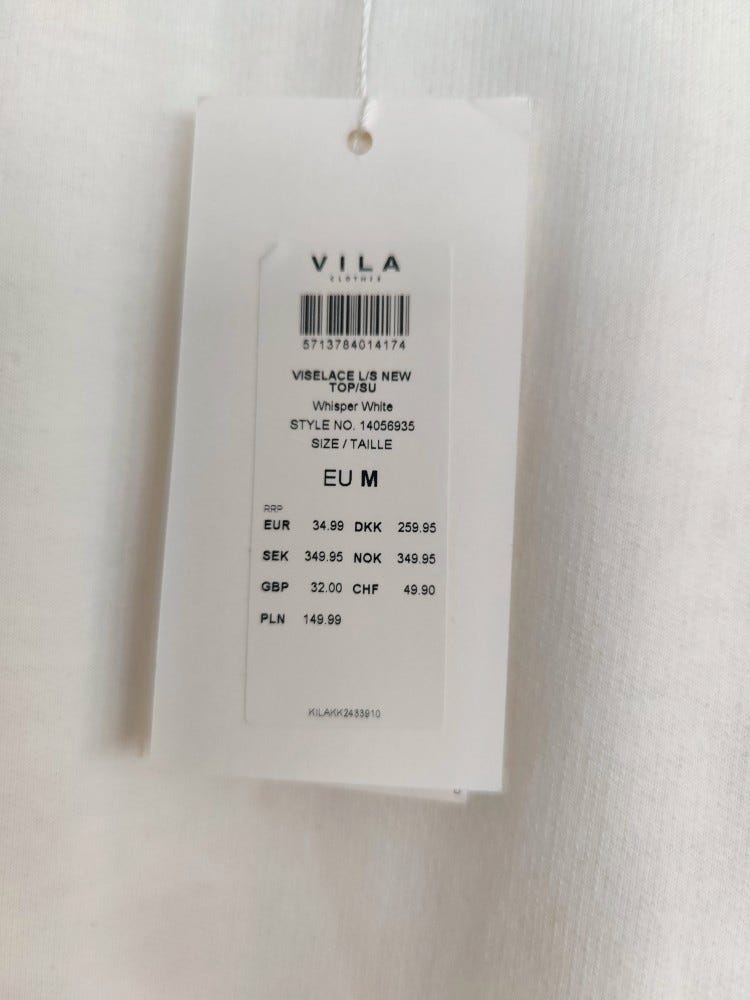 VILA
CLOTHES
5713784014174
VISELACE L/S NEW
TOP/SU
Whisper White
STYLE NO. 14056935
SIZE / TAILLE
EU M
RRP
EUR 34.99 DKK 259.95
SEK 349.95 NOK 349.95
GBP 32.00 CHF 49.90
PLN 149.99
KILAKK2433910